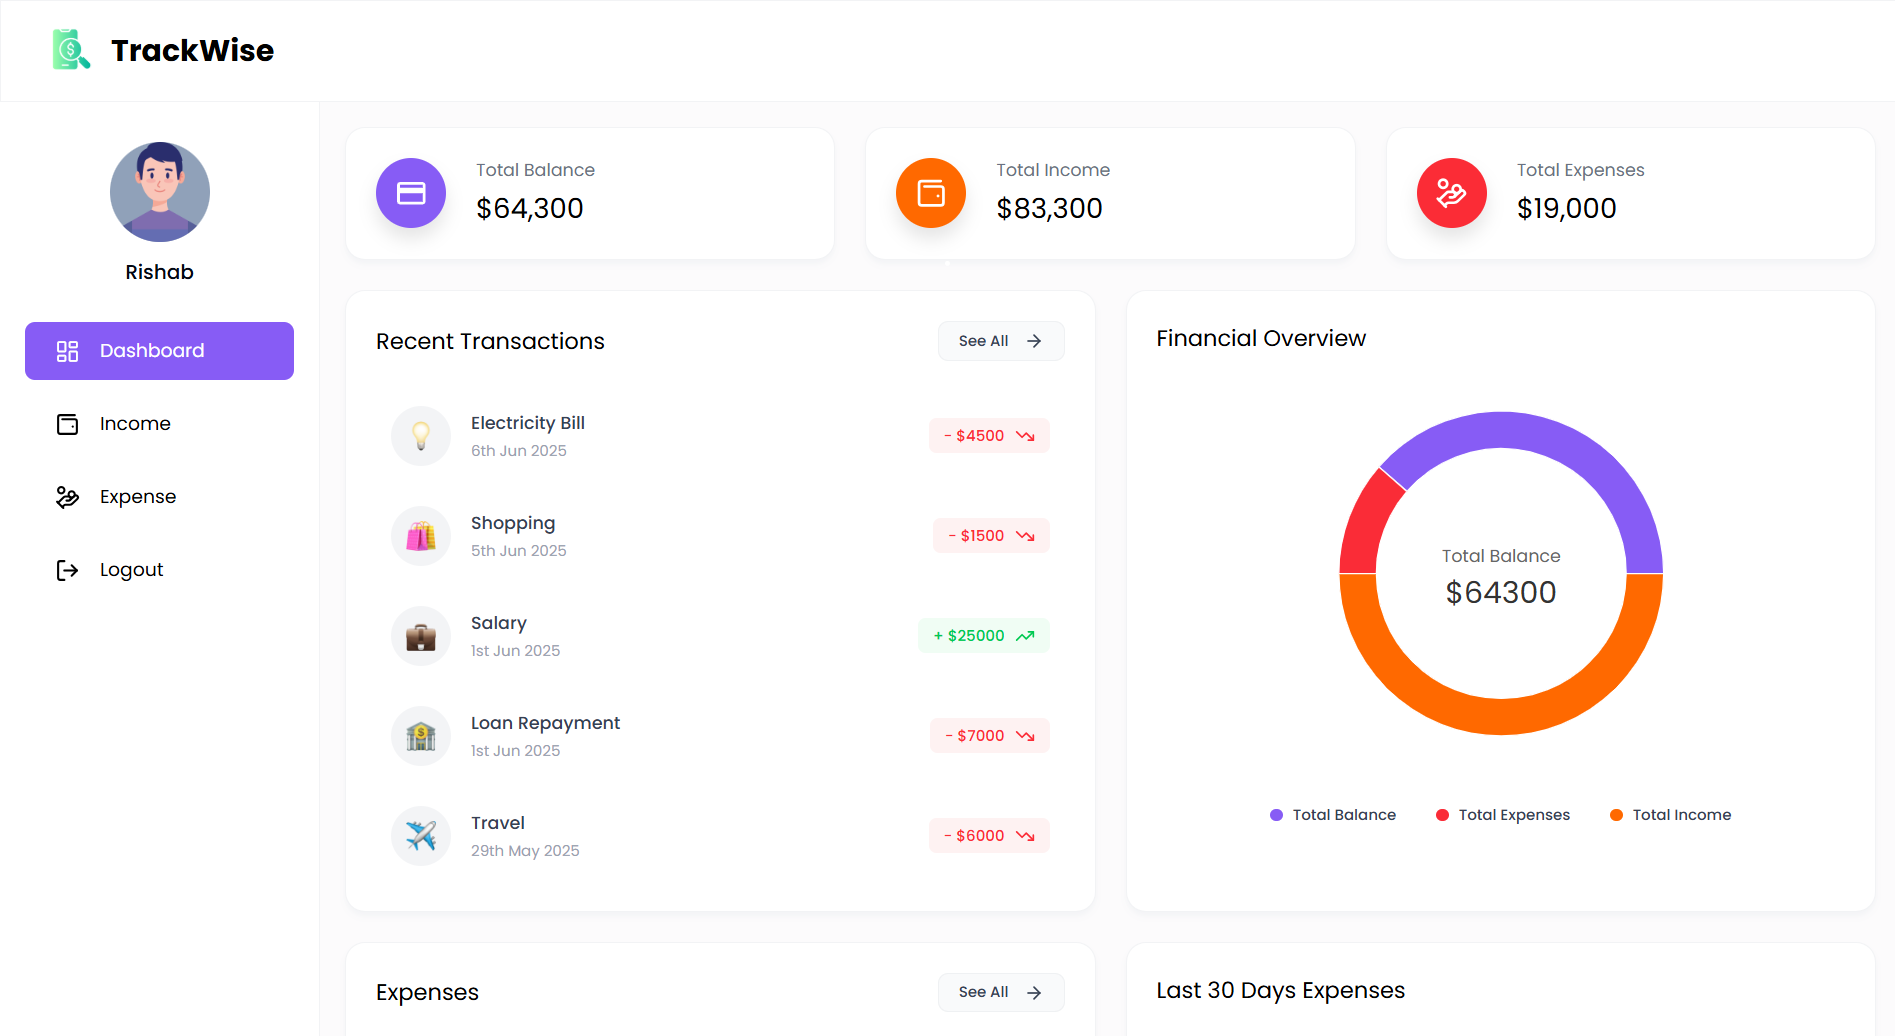 TrackWise
Rishab
Dashboard
Income
Expense
Logout
Total Balance
$64,300
Total Income
$83,300
Total Expenses
$19,000
Recent Transactions
See All
Electricity Bill
6th Jun 2025
- $4500
Shopping
5th Jun 2025
- $1500
Salary
1st Jun 2025
+ $25000
Loan Repayment
1st Jun 2025
- $7000
Travel
29th May 2025
- $6000
Financial Overview
Total Balance
$64300
Total Balance
Total Expenses
Total Income
Expenses
See All
Last 30 Days Expenses